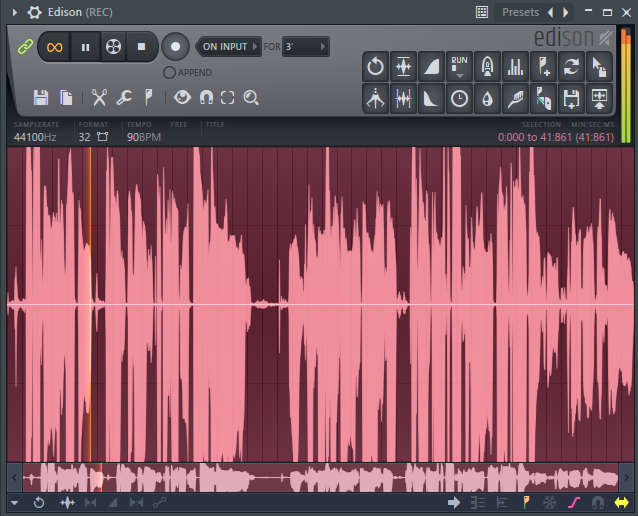 Edison (REC)
Presets
ON INPUT FOR 3'
APPEND
edison
RUN
SAMPLERATE FORMAT TEMPO FREE TITLE SELECTION MIN:SEC:MS
44100Hz 32 90BPM 0:000 to 41:861 (41:861)